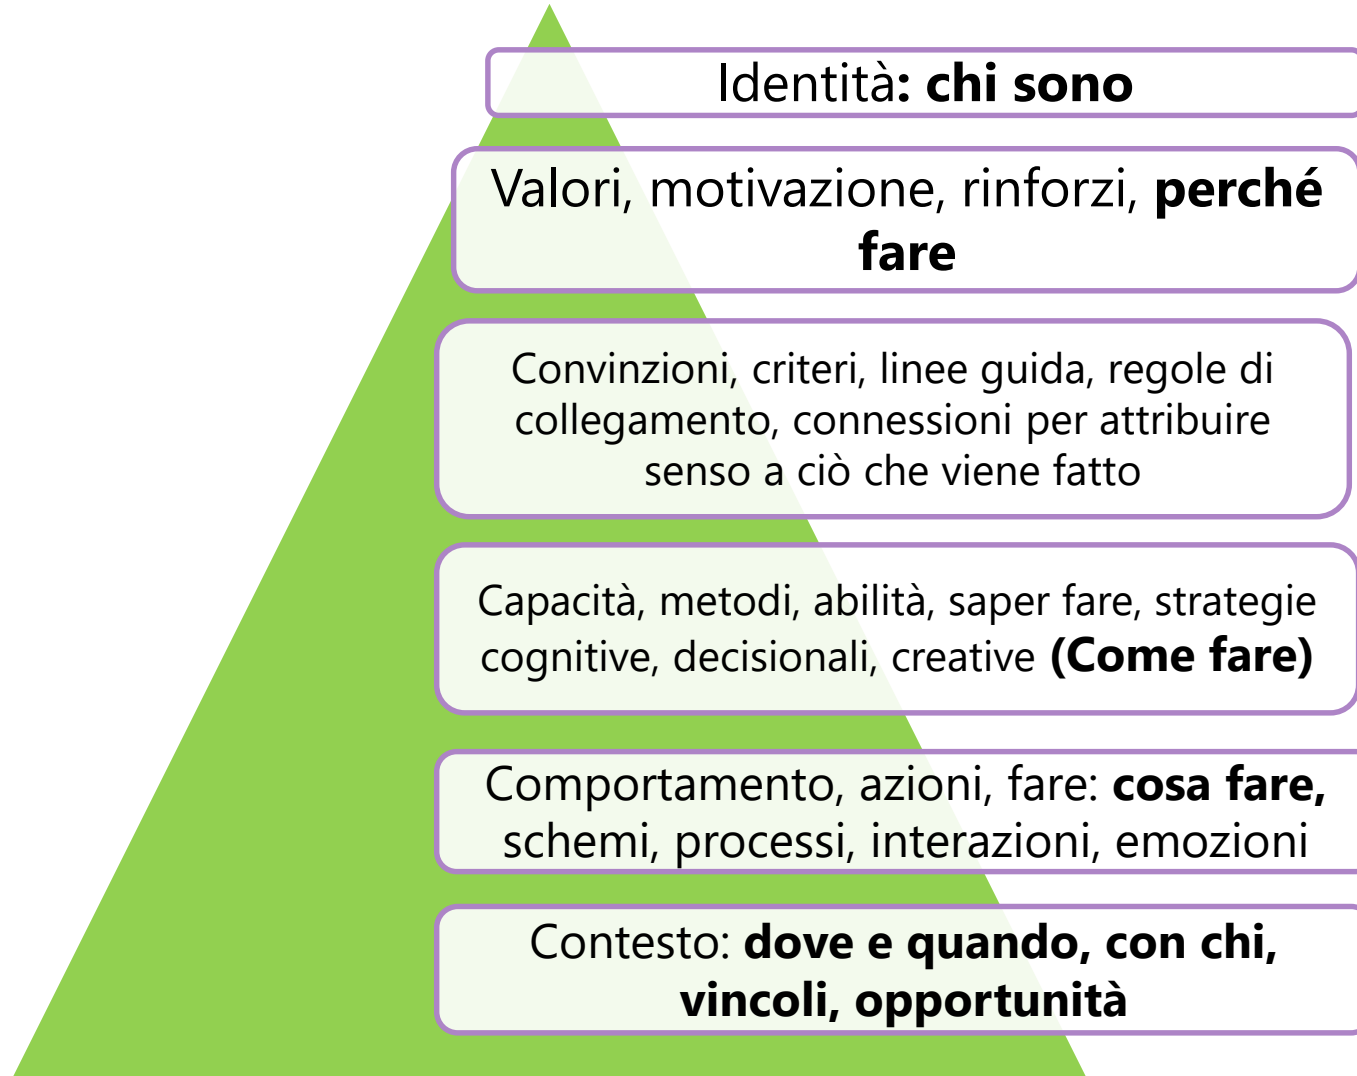 Identità: chi sono
Valori, motivazione, rinforzi, perché
fare
Convinzioni, criteri, linee guida, regole di
collegamento, connessioni per attribuire
senso a ciò che viene fatto
Capacità, metodi, abilità, saper fare, strategie
cognitive, decisionali, creative (Come fare)
Comportamento, azioni, fare: cosa fare,
schemi, processi, interazioni, emozioni
Contesto: dove e quando, con chi,
vincoli, opportunità